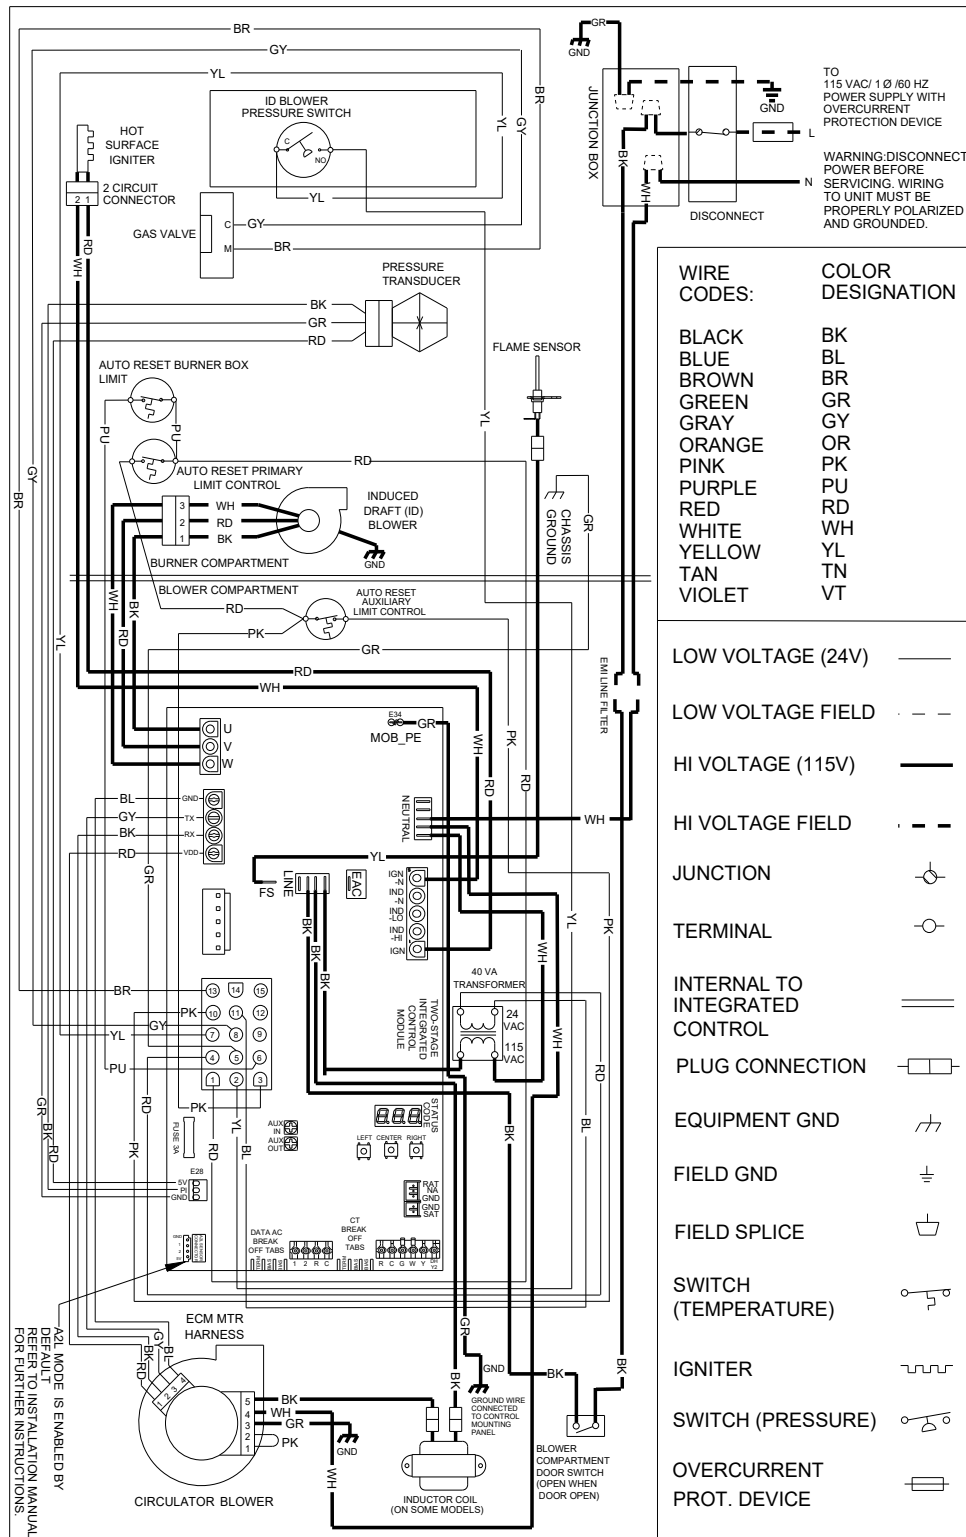 BR
GY
YL
ID BLOWER
PRESSURE SWITCH
C
NO
YL
YL
GY
BR
HOT
SURFACE
IGNITER
2 CIRCUIT
CONNECTOR
2 1
RD
WH
GAS VALVE
C
M
GY
BR
GR
GND
JUNCTION BOX
BK
WH
GND
L
N
DISCONNECT
TO
115 VAC/ 1 Ø /60 HZ
POWER SUPPLY WITH
OVERCURRENT
PROTECTION DEVICE
WARNING:DISCONNECT
POWER BEFORE
SERVICING. WIRING
TO UNIT MUST BE
PROPERLY POLARIZED
AND GROUNDED.
PRESSURE
TRANSDUCER
BK
GR
RD
AUTO RESET BURNER BOX
LIMIT
PU
PU
AUTO RESET PRIMARY
LIMIT CONTROL
RD
FLAME SENSOR
YL
GY
BR
3
2
1
WH
RD
BK
INDUCED
DRAFT (ID)
BLOWER
GND
CHASSIS
GROUND
GR
BURNER COMPARTMENT
BLOWER COMPARTMENT
WH
RD
BK
RD
PK
AUTO RESET
AUXILIARY
LIMIT CONTROL
GR
YL
RD
WH
EMI LINE FILTER
E34
MOB_PE
GR
WH
RD
PK
RD
U
V
W
BL
GY
BK
RD
GND
TX
RX
VDD
NEUTRAL
WH
YL
FS
LINE
EAC
IGN
-N
IND
-N
IND
-LO
IND
-HI
IGN
GR
BK
BK
BK
WH
WH
YL
PK
40 VA
TRANSFORMER
24
VAC
115
VAC
TWO-STAGE
INTEGRATED
CONTROL
MODULE
BR
PK
GY
YL
PU
PK
13 14 15
10 11 12
7 8 9
4 5 6
1 2 3
GR
BK
RD
RD
PK
RD
YL
BL
FUSE 3A
AUX
IN
AUX
OUT
STATUS
CODE
LEFT CENTER RIGHT
BK
RD
BL
E28
5V
PI
GND
RAT
NA
GND
GND
SAT
DATA AC
BREAK
OFF TABS
1 2 R C
CT
BREAK
OFF
TABS
R C G W Y
GND
1
2
5V
ECM MTR
HARNESS
A2L MODE IS ENABLED BY
DEFAULT
REFER TO INSTALLATION MANUAL
FOR FURTHER INSTRUCTIONS.
RD
BK
GY
BL
1 2 3 4
5
4
3
2
1
BK
WH
GR
PK
GND
WH
CIRCULATOR BLOWER
GR
BK
GND
GROUND WIRE
CONNECTED
TO CONTROL
MOUNTING
PANEL
INDUCTOR COIL
(ON SOME MODELS)
BK
BK
BLOWER
COMPARTMENT
DOOR SWITCH
(OPEN WHEN
DOOR OPEN)
WIRE
CODES:
COLOR
DESIGNATION
BLACK BK
BLUE BL
BROWN BR
GREEN GR
GRAY GY
ORANGE OR
PINK PK
PURPLE PU
RED RD
WHITE WH
YELLOW YL
TAN TN
VIOLET VT
LOW VOLTAGE (24V)
LOW VOLTAGE FIELD
HI VOLTAGE (115V)
HI VOLTAGE FIELD
JUNCTION
TERMINAL
INTERNAL TO
INTEGRATED
CONTROL
PLUG CONNECTION
EQUIPMENT GND
FIELD GND
FIELD SPLICE
SWITCH
(TEMPERATURE)
IGNITER
SWITCH (PRESSURE)
OVERCURRENT
PROT. DEVICE